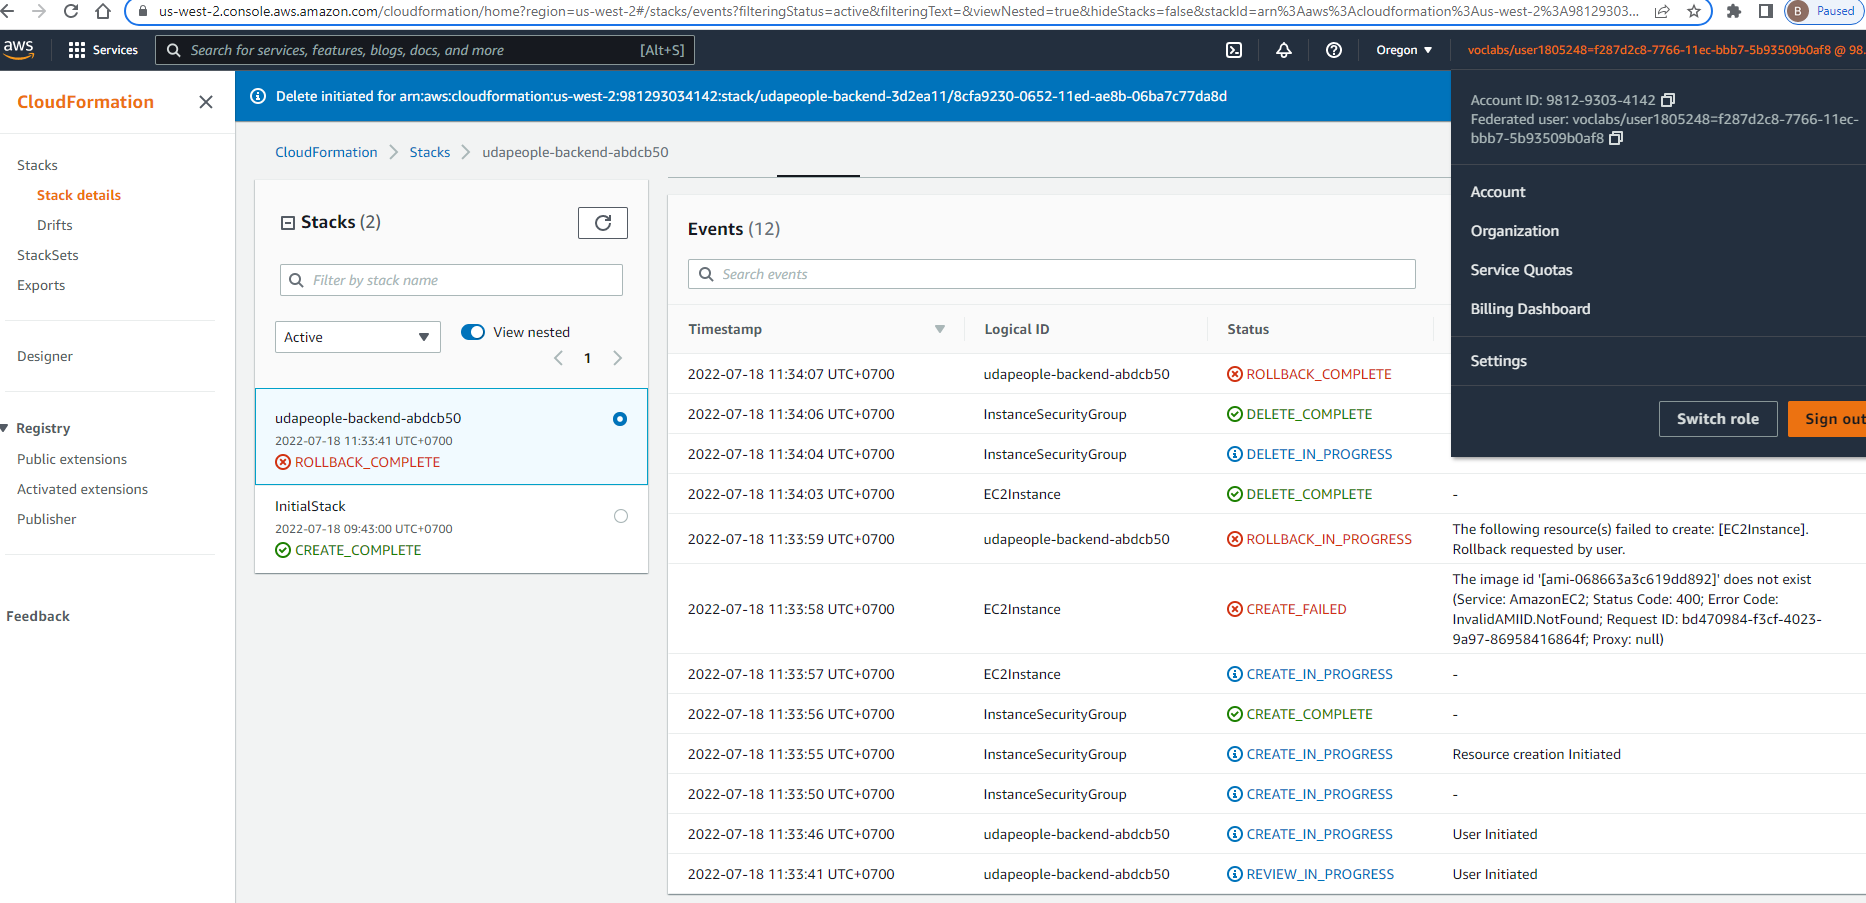 us-west-2.console.aws.amazon.com/cloudformation/home?region=us-west-2#/stacks/events?filteringStatus=active&filteringText=&viewNested=true&hideStacks=false&stackId=arn%3Aaws%3Acloudformation%3Aus-west-2%3A98129303...
B Paused
aws
Services
Search for services, features, blogs, docs, and more [Alt+S]
Oregon
voclabs/user1805248=f287d2c8-7766-11ec-bbb7-5b93509b0af8 @ 98...
CloudFormation
Stacks
Stack details
Drifts
StackSets
Exports
Designer
Registry
Public extensions
Activated extensions
Publisher
Feedback
Delete initiated for arn:aws:cloudformation:us-west-2:981293034142:stack/udapeople-backend-3d2ea11/8cfa9230-0652-11ed-ae8b-06ba7c77da8d
CloudFormation
Stacks
udapeople-backend-abdcb50
Stacks (2)
Filter by stack name
Active
View nested
1
udapeople-backend-abdcb50
2022-07-18 11:33:41 UTC+0700
ROLLBACK_COMPLETE
InitialStack
2022-07-18 09:43:00 UTC+0700
CREATE_COMPLETE
Events (12)
Search events
Timestamp Logical ID Status
2022-07-18 11:34:07 UTC+0700 udapeople-backend-abdcb50 ROLLBACK_COMPLETE
2022-07-18 11:34:06 UTC+0700 InstanceSecurityGroup DELETE_COMPLETE
2022-07-18 11:34:04 UTC+0700 InstanceSecurityGroup DELETE_IN_PROGRESS
2022-07-18 11:34:03 UTC+0700 EC2Instance DELETE_COMPLETE -
2022-07-18 11:33:59 UTC+0700 udapeople-backend-abdcb50 ROLLBACK_IN_PROGRESS
The following resource(s) failed to create: [EC2Instance].
Rollback requested by user.
2022-07-18 11:33:58 UTC+0700 EC2Instance CREATE_FAILED
The image id '[ami-068663a3c619dd892]' does not exist
(Service: AmazonEC2; Status Code: 400; Error Code:
InvalidAMIID.NotFound; Request ID: bd470984-f3cf-4023-
9a97-86958416864f; Proxy: null)
2022-07-18 11:33:57 UTC+0700 EC2Instance CREATE_IN_PROGRESS -
2022-07-18 11:33:56 UTC+0700 InstanceSecurityGroup CREATE_COMPLETE -
2022-07-18 11:33:55 UTC+0700 InstanceSecurityGroup CREATE_IN_PROGRESS Resource creation Initiated
2022-07-18 11:33:50 UTC+0700 InstanceSecurityGroup CREATE_IN_PROGRESS -
2022-07-18 11:33:46 UTC+0700 udapeople-backend-abdcb50 CREATE_IN_PROGRESS User Initiated
2022-07-18 11:33:41 UTC+0700 udapeople-backend-abdcb50 REVIEW_IN_PROGRESS User Initiated
Account ID: 9812-9303-4142
Federated user: voclabs/user1805248=f287d2c8-7766-11ec-
bbb7-5b93509b0af8
Account
Organization
Service Quotas
Billing Dashboard
Settings
Switch role
Sign out